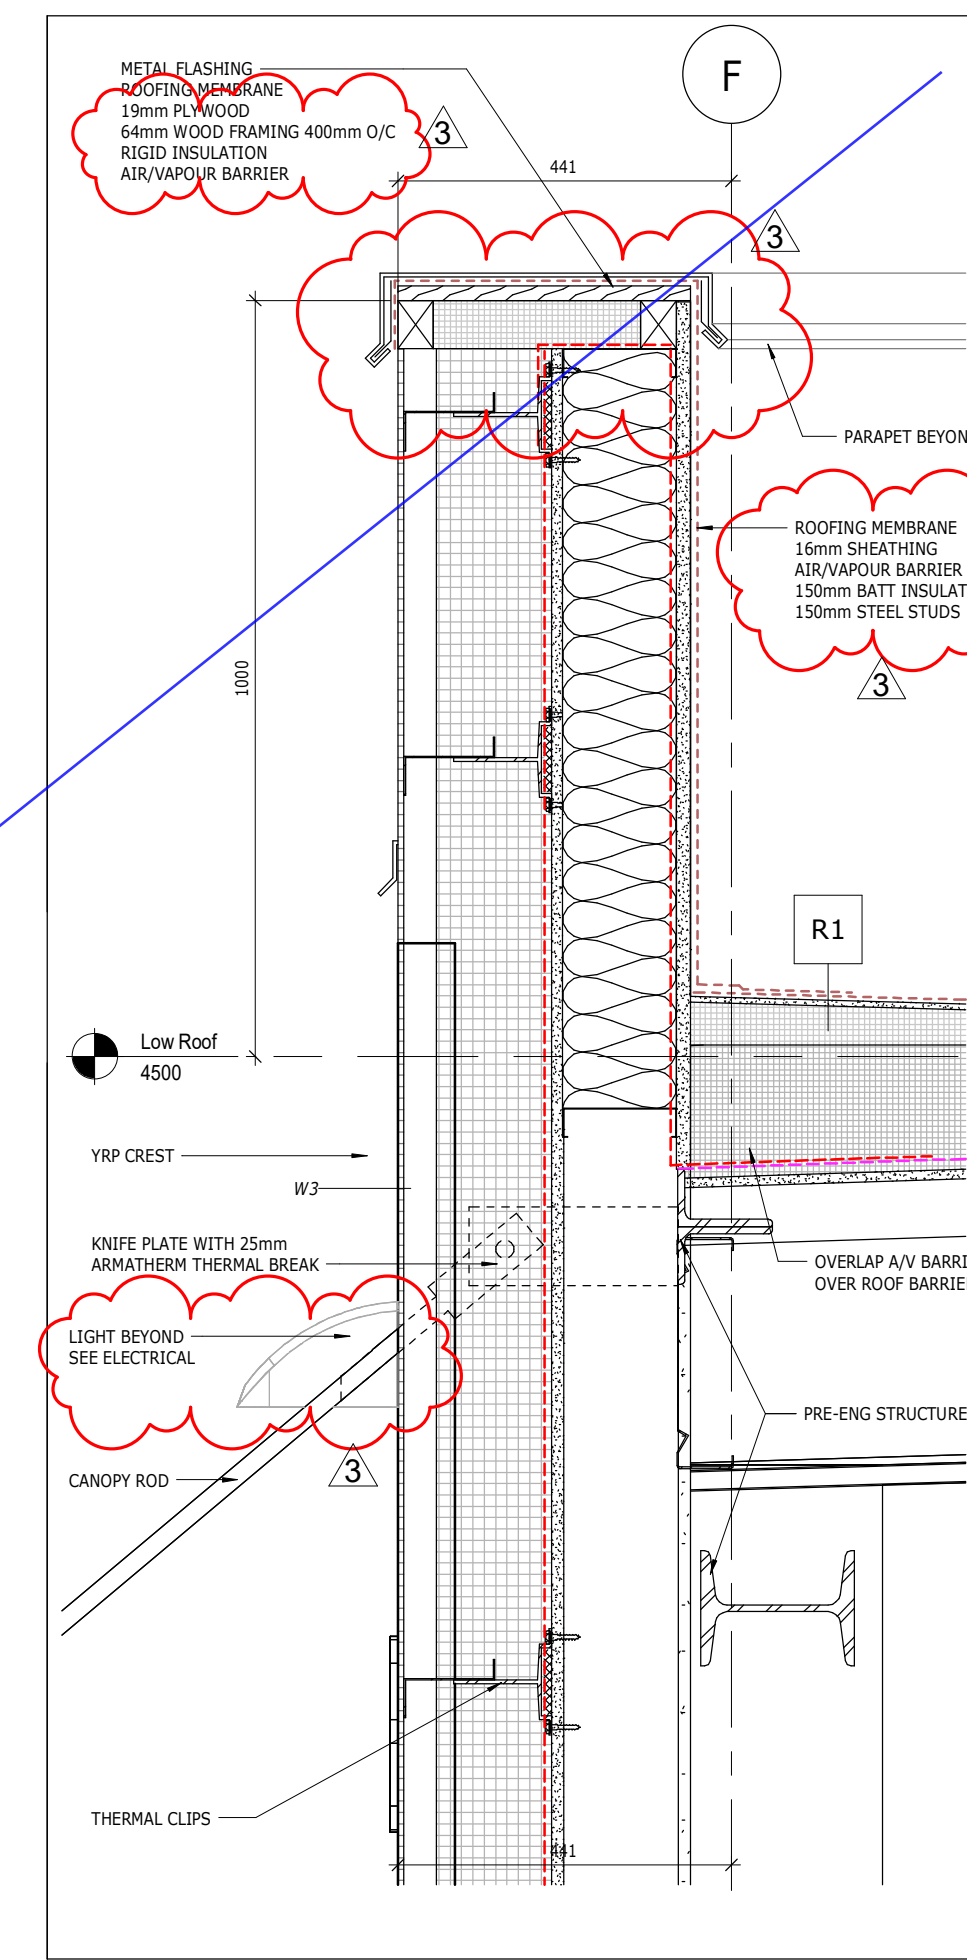 F
METAL FLASHING
ROOFING MEMBRANE
19mm PLYWOOD
64mm WOOD FRAMING 400mm O/C
RIGID INSULATION
AIR/VAPOUR BARRIER
3
441
3
PARAPET BEYON
ROOFING MEMBRANE
16mm SHEATHING
AIR/VAPOUR BARRIER
150mm BATT INSULAT
150mm STEEL STUDS
3
1000
R1
Low Roof
4500
YRP CREST
W3
KNIFE PLATE WITH 25mm
ARMATHERM THERMAL BREAK
OVERLAP A/V BARRI
OVER ROOF BARRIE
LIGHT BEYOND
SEE ELECTRICAL
3
PRE-ENG STRUCTURE
CANOPY ROD
THERMAL CLIPS
441